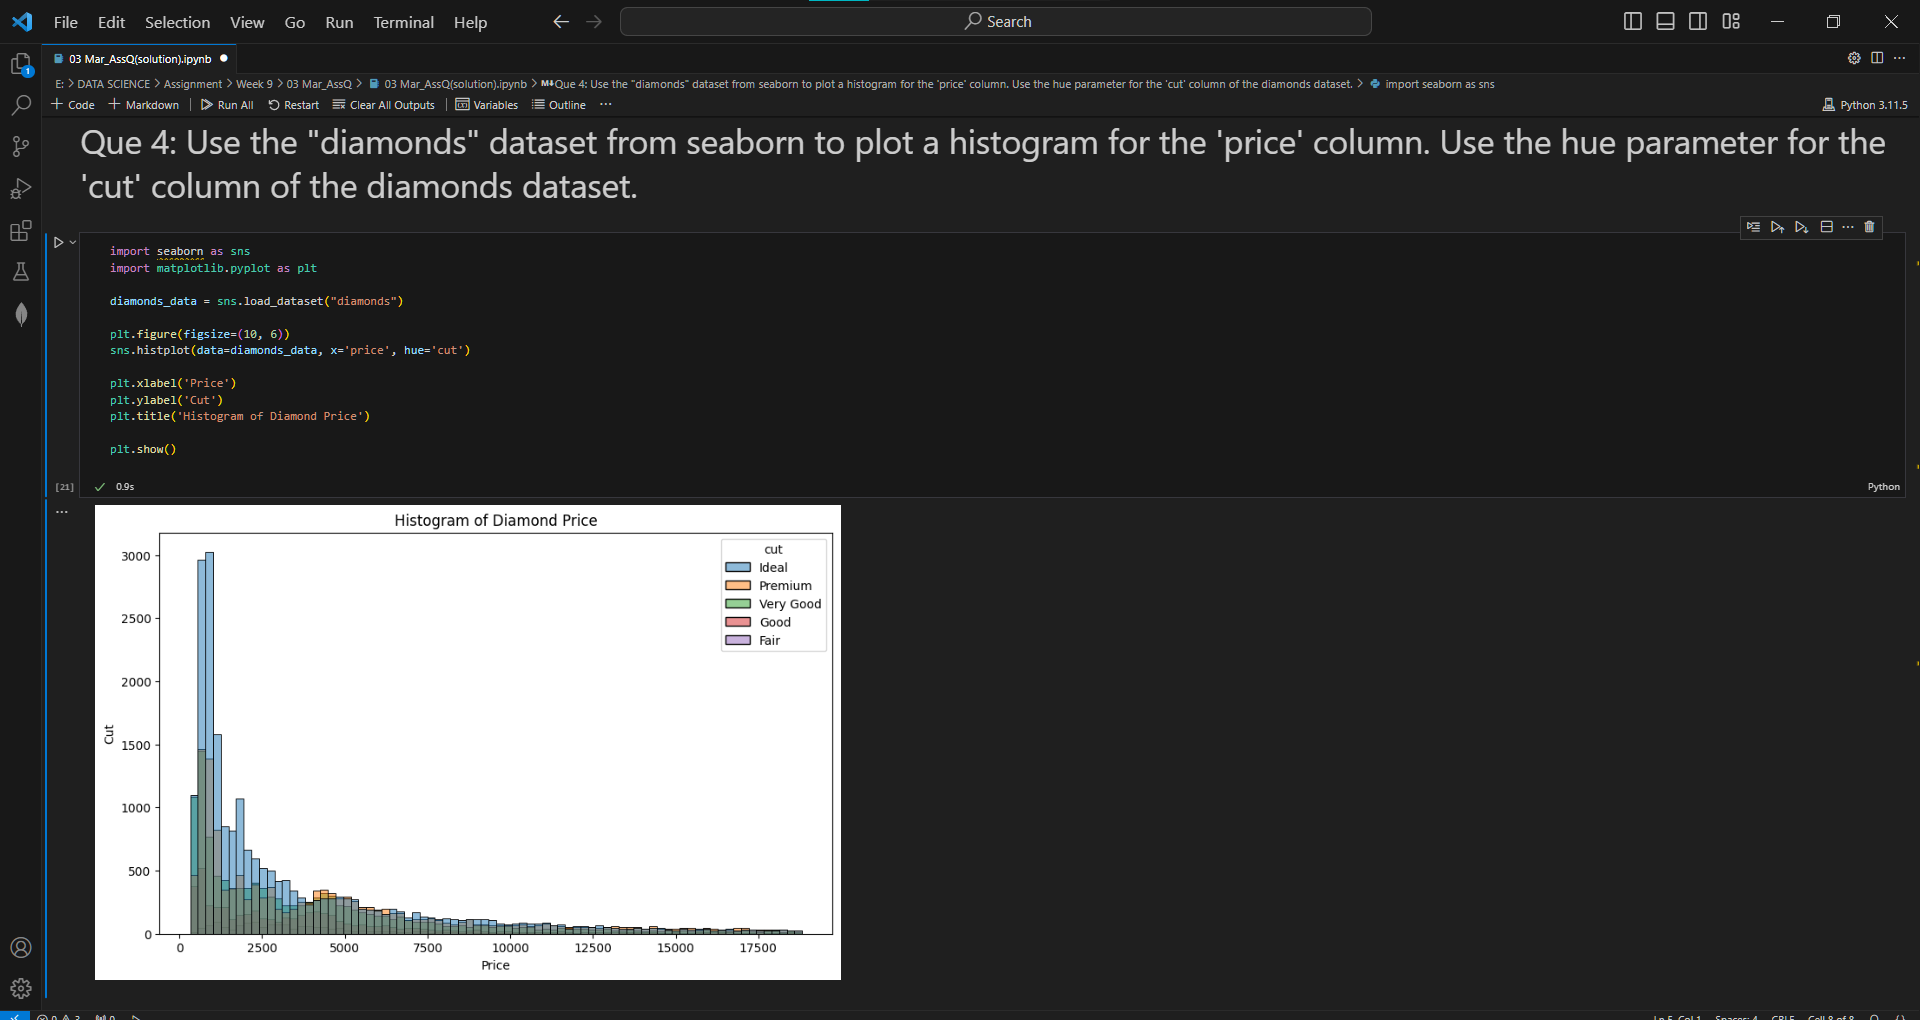 File Edit Selection View Go Run Terminal Help Search
03 Mar_AssQ(solution).ipynb
E: > DATA SCIENCE > Assignment > Week 9 > 03 Mar_AssQ > 03 Mar_AssQ(solution).ipynb > M↓Que 4: Use the "diamonds" dataset from seaborn to plot a histogram for the 'price' column. Use the hue parameter for the 'cut' column of the diamonds dataset. > import seaborn as sns
+ Code + Markdown | Run All Restart Clear All Outputs | Variables Outline ··· Python 3.11.5
Que 4: Use the "diamonds" dataset from seaborn to plot a histogram for the 'price' column. Use the hue parameter for the
'cut' column of the diamonds dataset.
import seaborn as sns
import matplotlib.pyplot as plt
diamonds_data = sns.load_dataset("diamonds")
plt.figure(figsize=(10, 6))
sns.histplot(data=diamonds_data, x='price', hue='cut')
plt.xlabel('Price')
plt.ylabel('Cut')
plt.title('Histogram of Diamond Price')
plt.show()
[21] 0.9s Python
Histogram of Diamond Price
cut
Ideal
Premium
Very Good
Good
Fair
3000
2500
2000
1500
1000
500
0
Cut
0 2500 5000 7500 10000 12500 15000 17500
Price
1